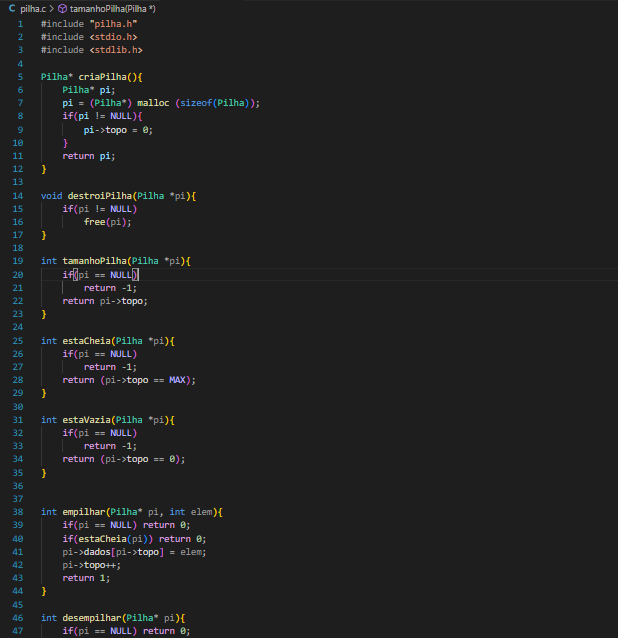 C pilha.c > tamanhoPilha(Pilha *)
1 #include "pilha.h"
2 #include <stdio.h>
3 #include <stdlib.h>
4
5 Pilha* criaPilha(){
6     Pilha* pi;
7     pi = (Pilha*) malloc (sizeof(Pilha));
8     if(pi != NULL){
9         pi->topo = 0;
10     }
11     return pi;
12 }
13
14 void destroiPilha(Pilha *pi){
15     if(pi != NULL)
16         free(pi);
17 }
18
19 int tamanhoPilha(Pilha *pi){
20     if(pi == NULL)
21         return -1;
22     return pi->topo;
23 }
24
25 int estaCheia(Pilha *pi){
26     if(pi == NULL)
27         return -1;
28     return (pi->topo == MAX);
29 }
30
31 int estaVazia(Pilha *pi){
32     if(pi == NULL)
33         return -1;
34     return (pi->topo == 0);
35 }
36
37
38 int empilhar(Pilha* pi, int elem){
39     if(pi == NULL) return 0;
40     if(estaCheia(pi)) return 0;
41     pi->dados[pi->topo] = elem;
42     pi->topo++;
43     return 1;
44 }
45
46 int desempilhar(Pilha* pi){
47     if(pi == NULL) return 0;